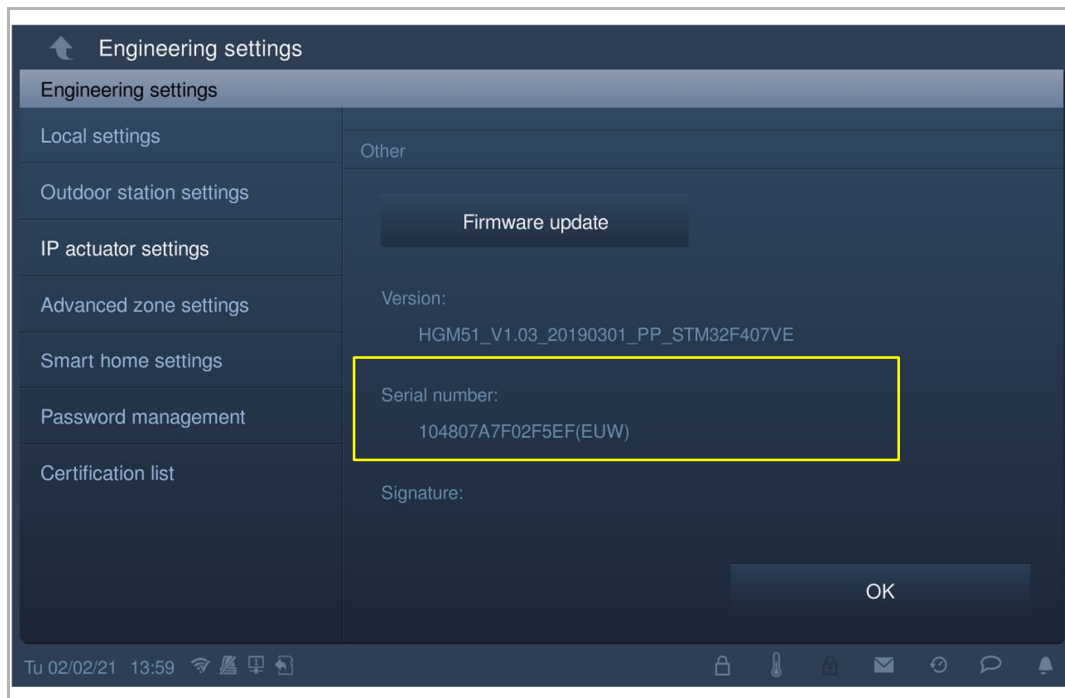 Engineering settings
Engineering settings
Local settings
Outdoor station settings
IP actuator settings
Advanced zone settings
Smart home settings
Password management
Certification list
Other
Firmware update
Version:
HGM51_V1.03_20190301_PP_STM32F407VE
Serial number:
104807A7F02F5EF(EUW)
Signature:
OK
Tu 02/02/21 13:59